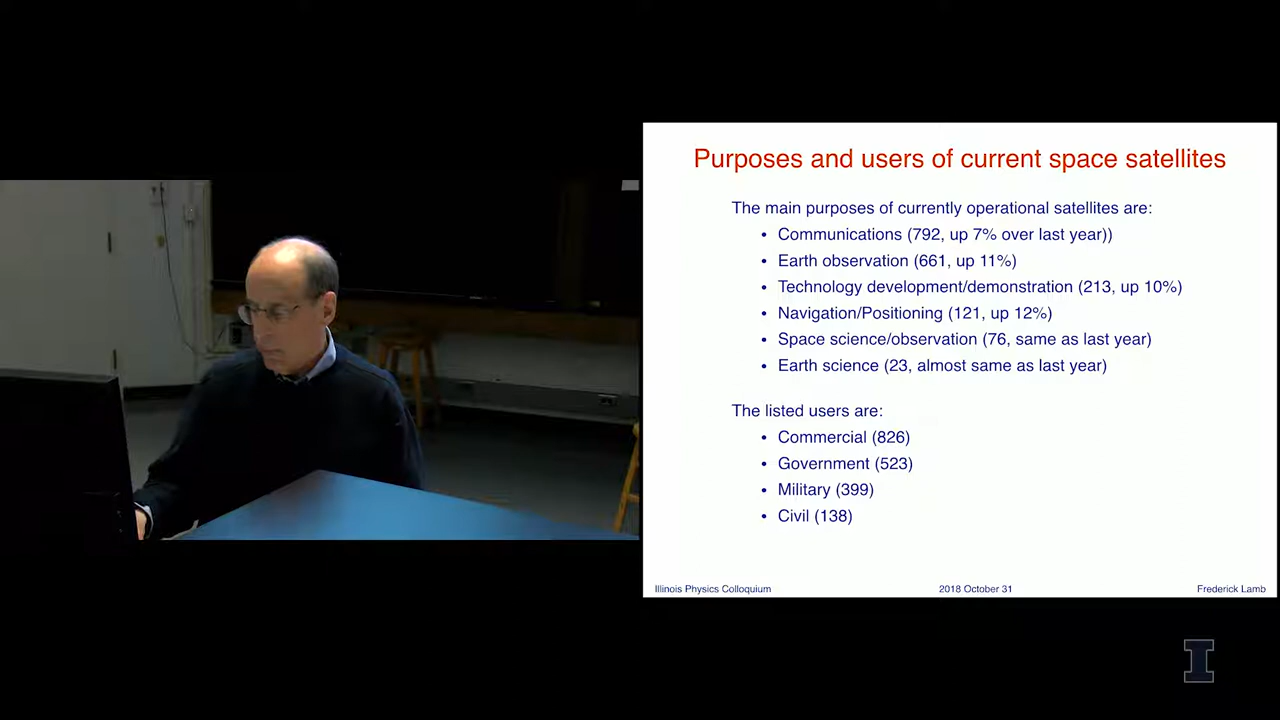 Purposes and users of current space satellites
The main purposes of currently operational satellites are:
• Communications (792, up 7% over last year))
• Earth observation (661, up 11%)
• Technology development/demonstration (213, up 10%)
• Navigation/Positioning (121, up 12%)
• Space science/observation (76, same as last year)
• Earth science (23, almost same as last year)
The listed users are:
• Commercial (826)
• Government (523)
• Military (399)
• Civil (138)
Illinois Physics Colloquium
2018 October 31
Frederick Lamb
I